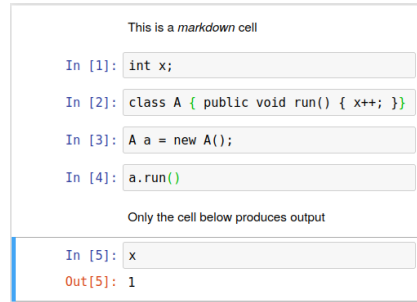 This is a markdown cell
In [1]: int x;
In [2]: class A { public void run() { x++; }}
In [3]: A a = new A();
In [4]: a.run()
Only the cell below produces output
In [5]: x
Out[5]: 1